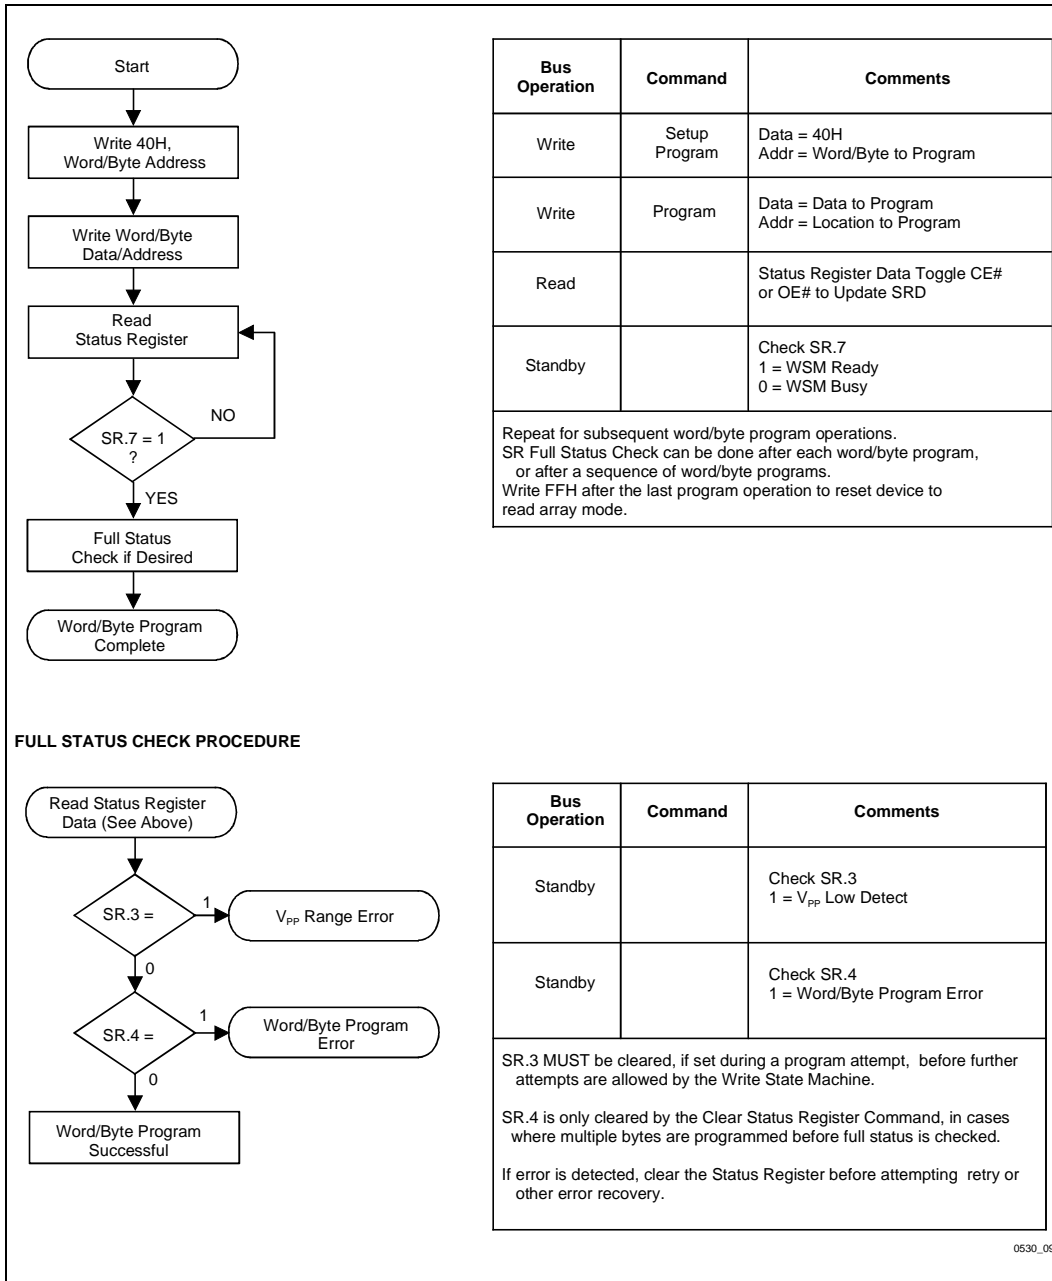 Start
Write 40H,
Word/Byte Address
Write Word/Byte
Data/Address
Read
Status Register
NO
SR.7 = 1
?
YES
Full Status
Check if Desired
Word/Byte Program
Complete
Bus
Operation
Command
Comments
Write
Setup
Program
Data = 40H
Addr = Word/Byte to Program
Write
Program
Data = Data to Program
Addr = Location to Program
Read
Status Register Data Toggle CE#
or OE# to Update SRD
Standby
Check SR.7
1 = WSM Ready
0 = WSM Busy
Repeat for subsequent word/byte program operations.
SR Full Status Check can be done after each word/byte program,
or after a sequence of word/byte programs.
Write FFH after the last program operation to reset device to
read array mode.
FULL STATUS CHECK PROCEDURE
Read Status Register
Data (See Above)
SR.3 =
1
VPP Range Error
0
SR.4 =
1
Word/Byte Program
Error
0
Word/Byte Program
Successful
Bus
Operation
Command
Comments
Standby
Check SR.3
1 = VPP Low Detect
Standby
Check SR.4
1 = Word/Byte Program Error
SR.3 MUST be cleared, if set during a program attempt, before further
attempts are allowed by the Write State Machine.
SR.4 is only cleared by the Clear Status Register Command, in cases
where multiple bytes are programmed before full status is checked.
If error is detected, clear the Status Register before attempting retry or
other error recovery.
0530_09